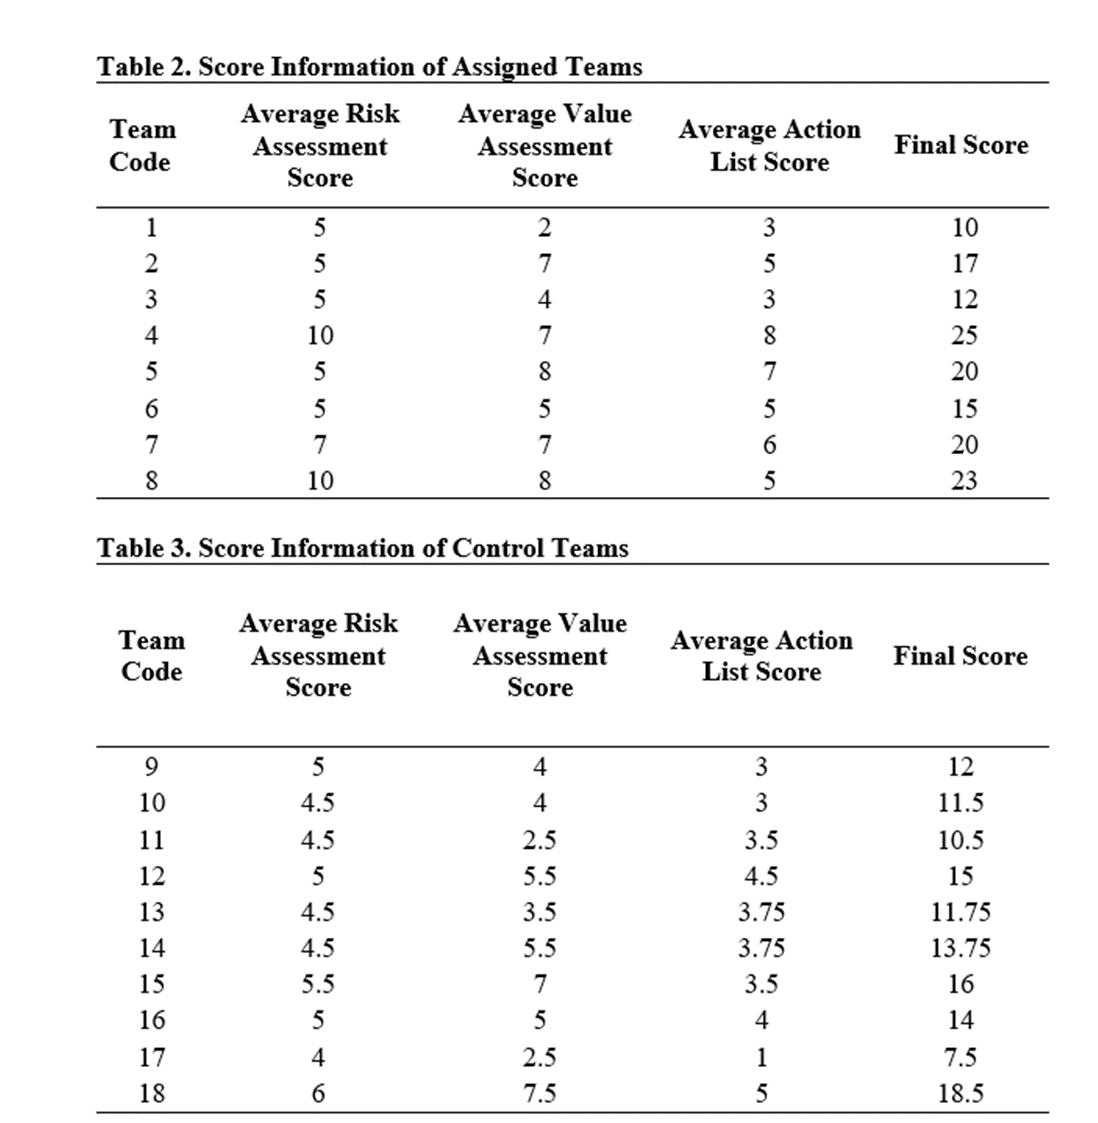 Table 2. Score Information of Assigned Teams
Team Code Average Risk Assessment Score Average Value Assessment Score Average Action List Score Final Score
1 5 2 3 10
2 5 7 5 17
3 5 4 3 12
4 10 7 8 25
5 5 8 7 20
6 5 5 5 15
7 7 7 6 20
8 10 8 5 23
Table 3. Score Information of Control Teams
Team Code Average Risk Assessment Score Average Value Assessment Score Average Action List Score Final Score
9 5 4 3 12
10 4.5 4 3 11.5
11 4.5 2.5 3.5 10.5
12 5 5.5 4.5 15
13 4.5 3.5 3.75 11.75
14 4.5 5.5 3.75 13.75
15 5.5 7 3.5 16
16 5 5 4 14
17 4 2.5 1 7.5
18 6 7.5 5 18.5